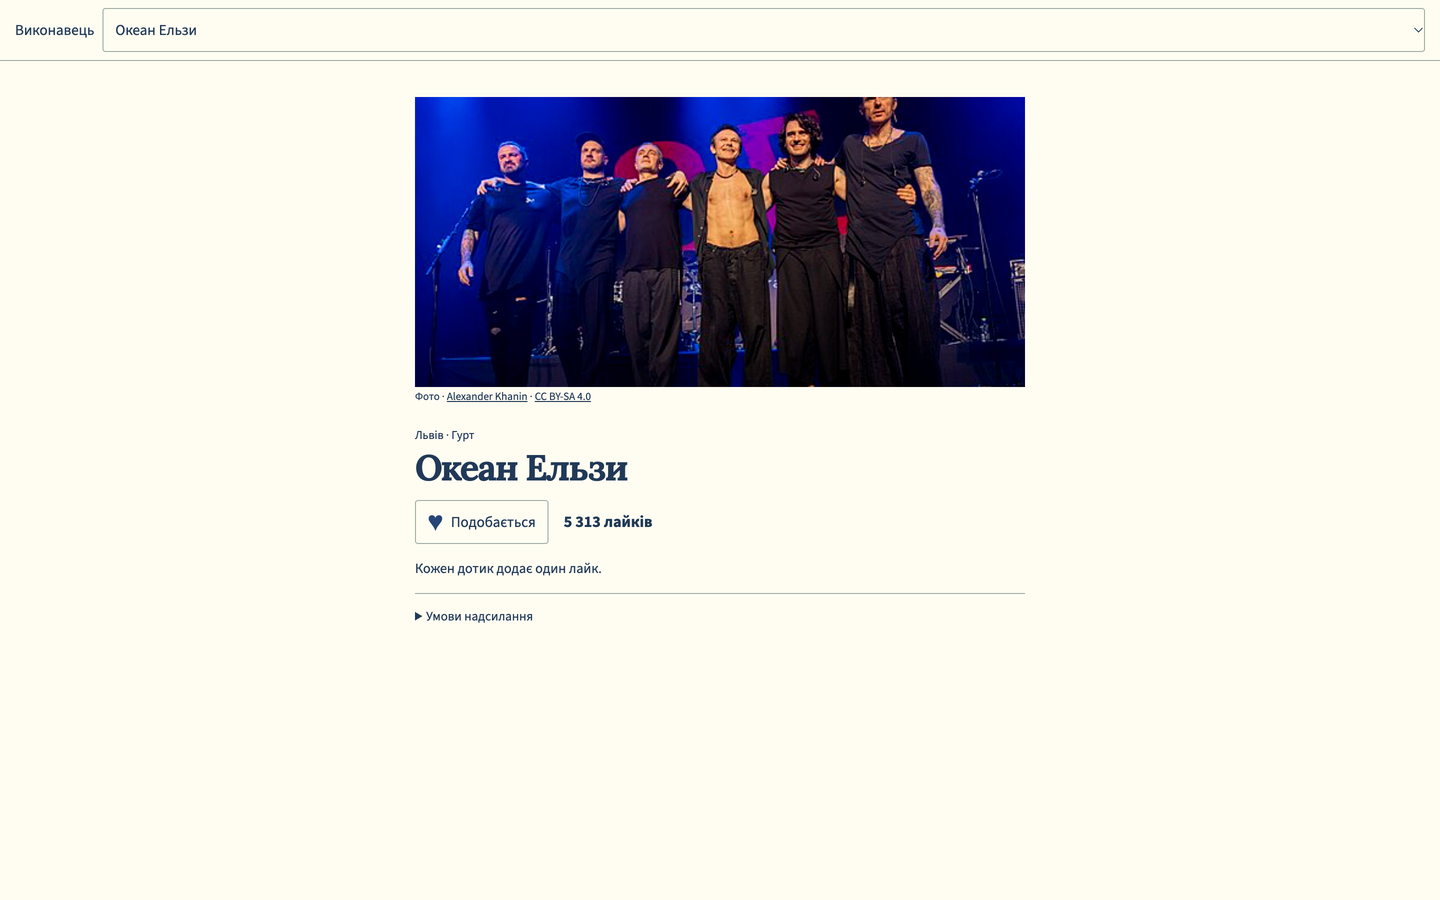 Виконавець
Океан Ельзи
Фото · Alexander Khanin · CC BY-SA 4.0
Львів · Гурт
Океан Ельзи
♥ Подобається
5 313 лайків
Кожен дотик додає один лайк.
▶ Умови надсилання